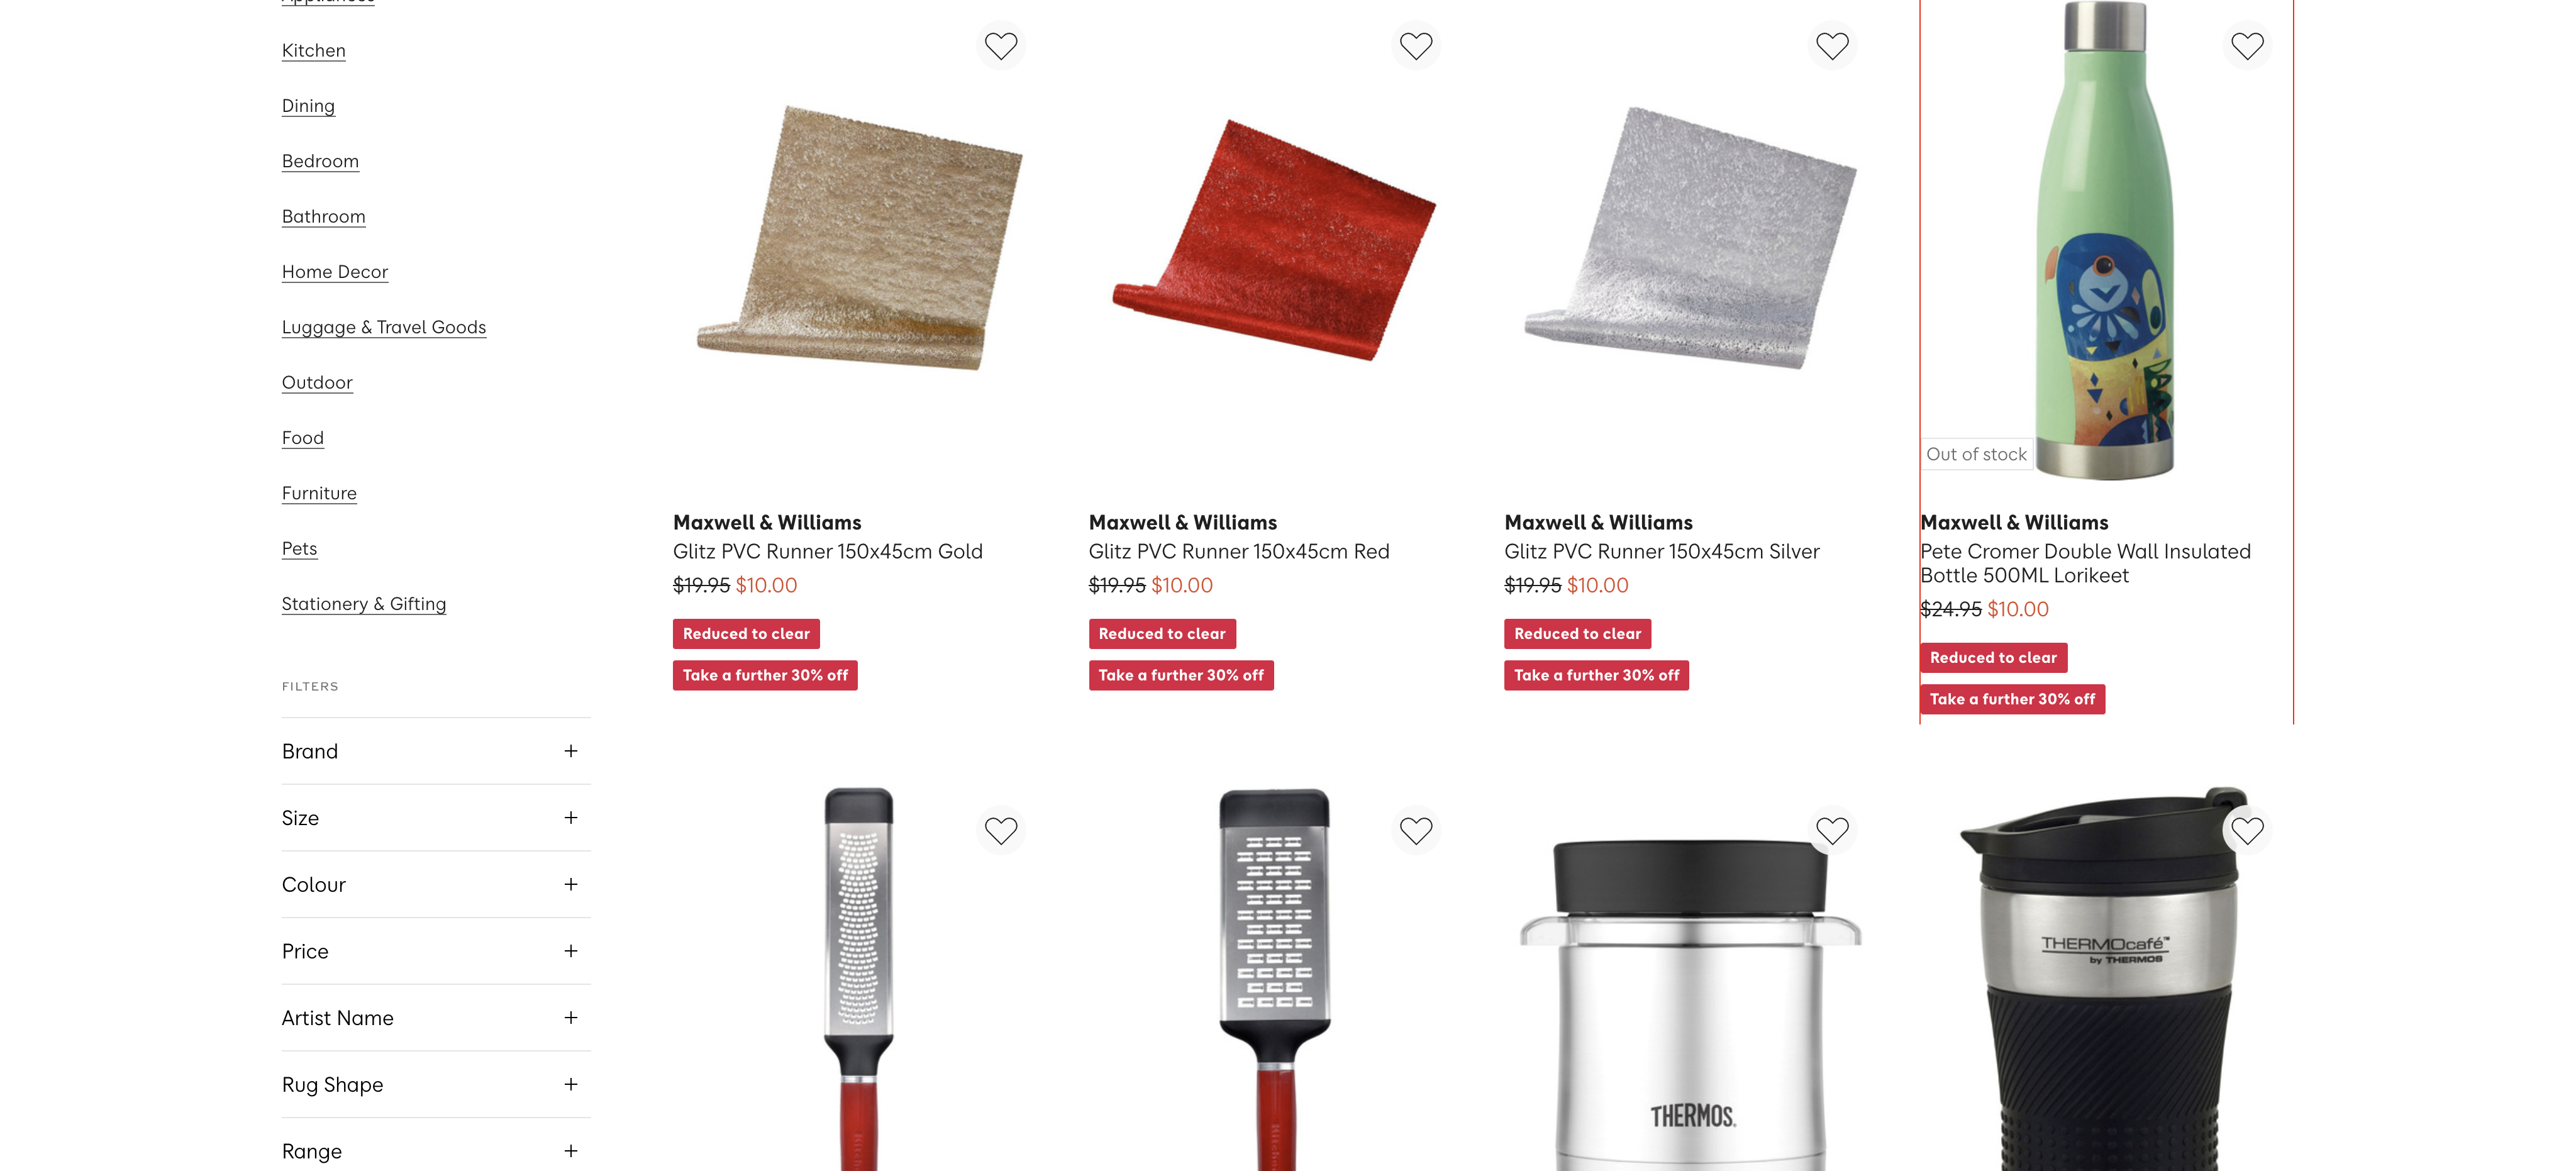 Appliances
Kitchen
Dining
Bedroom
Bathroom
Home Decor
Luggage & Travel Goods
Outdoor
Food
Furniture
Pets
Stationery & Gifting
FILTERS
Brand
Size
Colour
Price
Artist Name
Rug Shape
Range
Maxwell & Williams
Glitz PVC Runner 150x45cm Gold
$19.95 $10.00
Reduced to clear
Take a further 30% off
Maxwell & Williams
Glitz PVC Runner 150x45cm Red
$19.95 $10.00
Reduced to clear
Take a further 30% off
Maxwell & Williams
Glitz PVC Runner 150x45cm Silver
$19.95 $10.00
Reduced to clear
Take a further 30% off
Out of stock
Maxwell & Williams
Pete Cromer Double Wall Insulated
Bottle 500ML Lorikeet
$24.95 $10.00
Reduced to clear
Take a further 30% off
THERMOS.
THERMOcafé™
by THERMOS